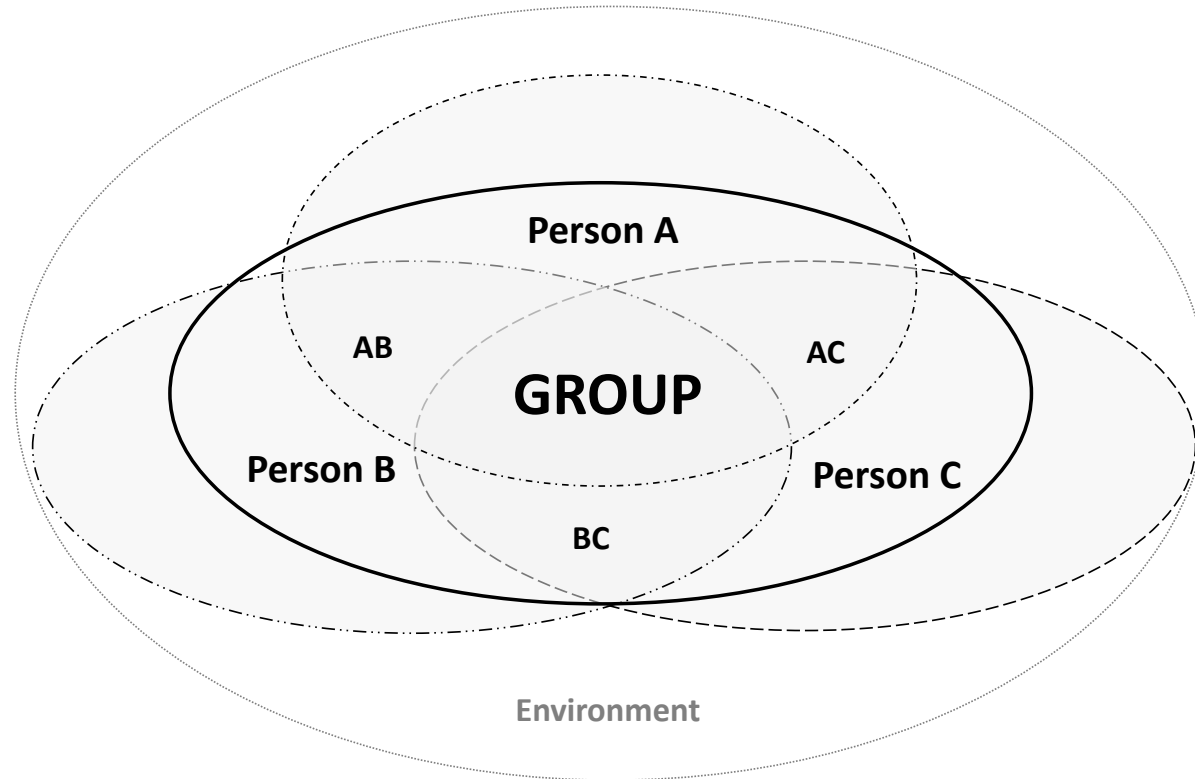 Person A
AB
AC
GROUP
Person B
Person C
BC
Environment